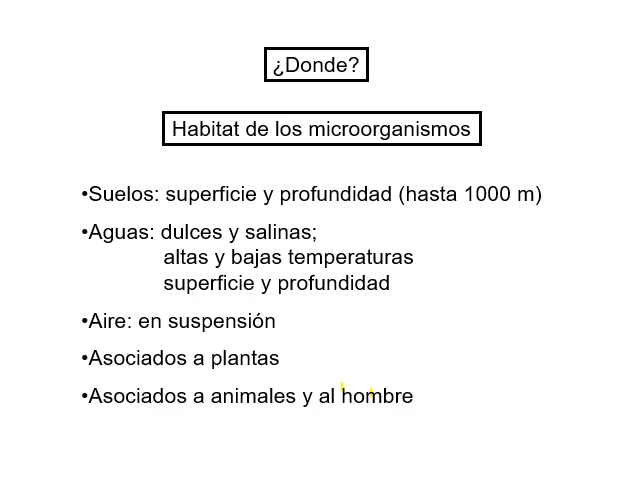 ¿Donde?
Habitat de los microorganismos
•Suelos: superficie y profundidad (hasta 1000 m)
•Aguas: dulces y salinas;
altas y bajas temperaturas
superficie y profundidad
•Aire: en suspensión
•Asociados a plantas
•Asociados a animales y al hombre